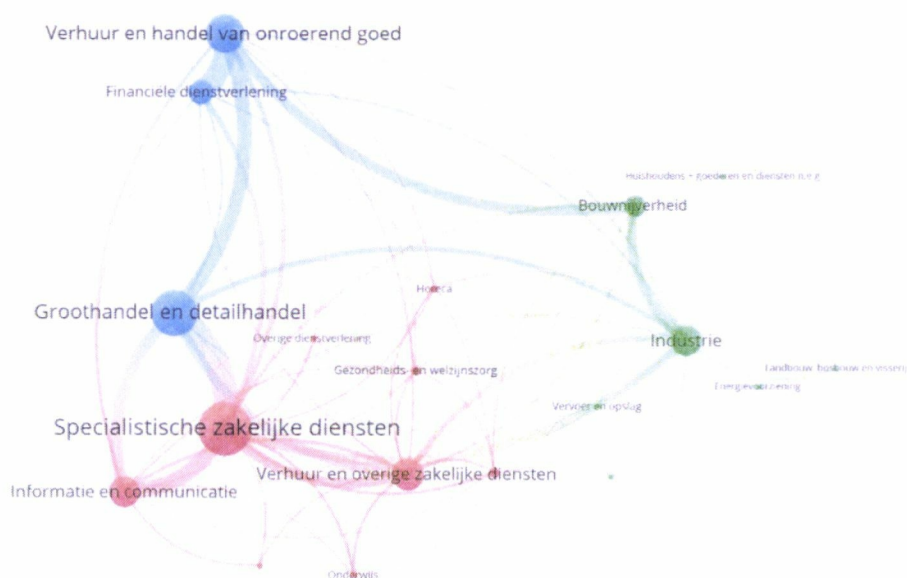 Verhuur en handel van onroerend goed
Financiële dienstverlening
Huishoudens - goederen en diensten n.e.g
Bouwnijverheid
Horeca
Groothandel en detailhandel
Overige dienstverlening
Industrie
Gezondheids- en welzijnszorg
Landbouw, bosbouw en visserij
Energievoorziening
Vervoer en opslag
Specialistische zakelijke diensten
Verhuur en overige zakelijke diensten
Informatie en communicatie
Onderwijs